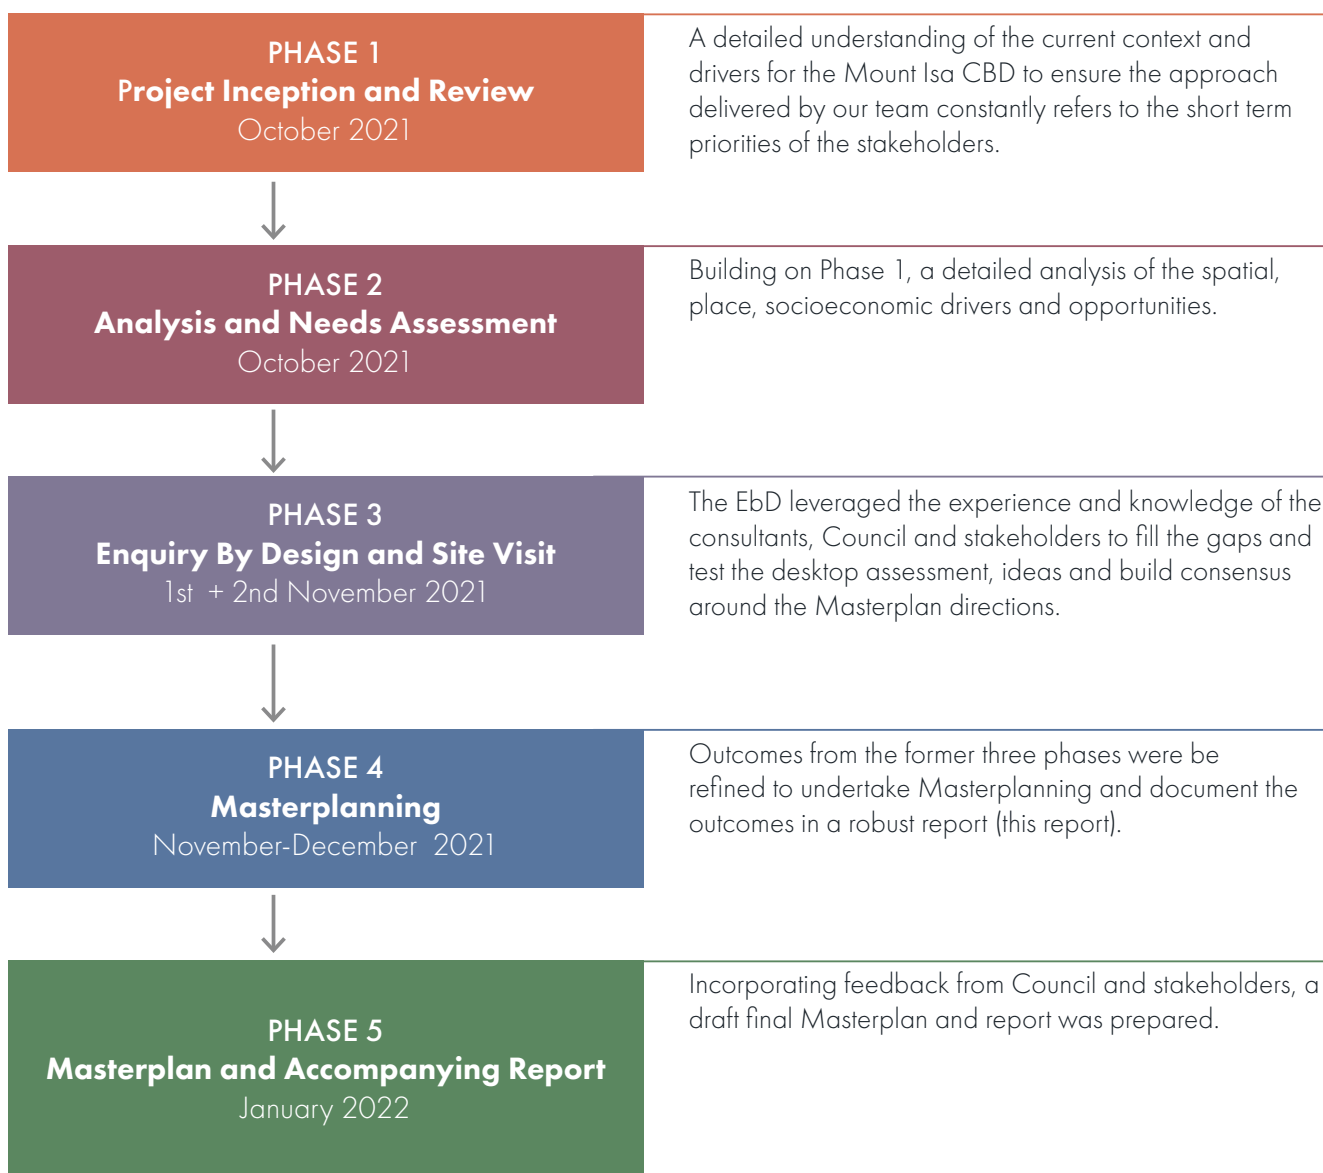 PHASE 1
Project Inception and Review
October 2021
A detailed understanding of the current context and
drivers for the Mount Isa CBD to ensure the approach
delivered by our team constantly refers to the short term
priorities of the stakeholders.
PHASE 2
Analysis and Needs Assessment
October 2021
Building on Phase 1, a detailed analysis of the spatial,
place, socioeconomic drivers and opportunities.
PHASE 3
Enquiry By Design and Site Visit
1st + 2nd November 2021
The EbD leveraged the experience and knowledge of the
consultants, Council and stakeholders to fill the gaps and
test the desktop assessment, ideas and build consensus
around the Masterplan directions.
PHASE 4
Masterplanning
November-December 2021
Outcomes from the former three phases were be
refined to undertake Masterplanning and document the
outcomes in a robust report (this report).
PHASE 5
Masterplan and Accompanying Report
January 2022
Incorporating feedback from Council and stakeholders, a
draft final Masterplan and report was prepared.